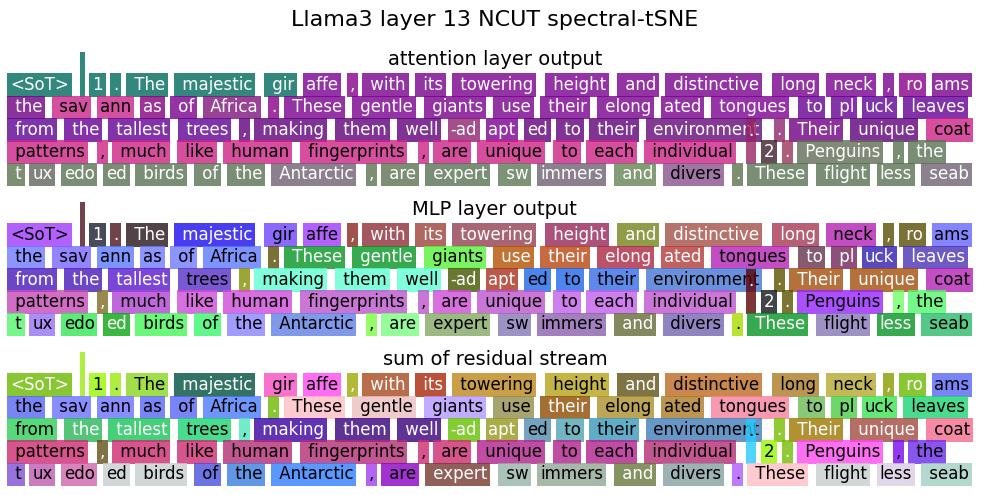 Llama3 layer 13 NCUT spectral-tSNE
attention layer output
<SoT> 1 . The majestic gir affe , with its towering height and distinctive long neck , ro ams
the sav ann as of Africa . These gentle giants use their elong ated tongues to pl uck leaves
from the tallest trees , making them well -ad apt ed to their environment . Their unique coat
patterns , much like human fingerprints , are unique to each individual 2 . Penguins , the
t ux edo ed birds of the Antarctic , are expert sw immers and divers . These flight less seab
MLP layer output
<SoT> 1 . The majestic gir affe , with its towering height and distinctive long neck , ro ams
the sav ann as of Africa . These gentle giants use their elong ated tongues to pl uck leaves
from the tallest trees , making them well -ad apt ed to their environment . Their unique coat
patterns , much like human fingerprints , are unique to each individual 2 . Penguins , the
t ux edo ed birds of the Antarctic , are expert sw immers and divers . These flight less seab
sum of residual stream
<SoT> 1 . The majestic gir affe , with its towering height and distinctive long neck , ro ams
the sav ann as of Africa . These gentle giants use their elong ated tongues to pl uck leaves
from the tallest trees , making them well -ad apt ed to their environment . Their unique coat
patterns , much like human fingerprints , are unique to each individual 2 . Penguins , the
t ux edo ed birds of the Antarctic , are expert sw immers and divers . These flight less seab